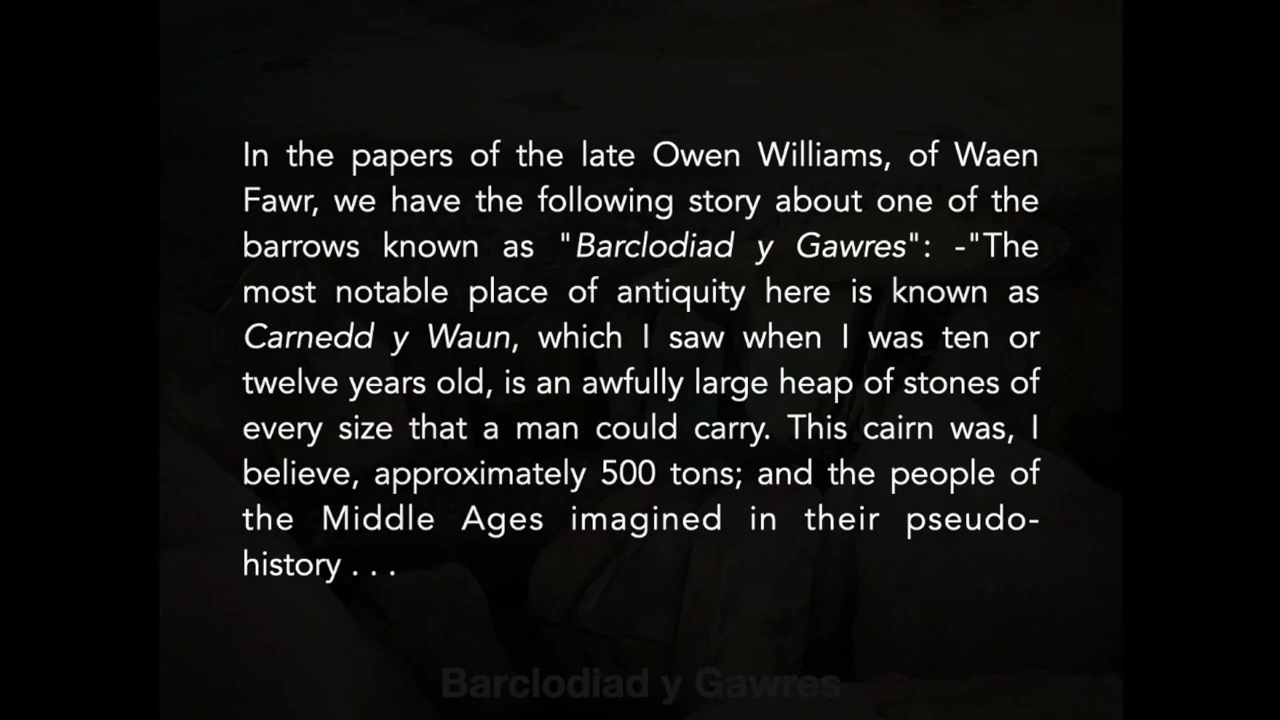 In the papers of the late Owen Williams, of Waen
Fawr, we have the following story about one of the
barrows known as "Barclodiad y Gawres": -"The
most notable place of antiquity here is known as
Carnedd y Waun, which I saw when I was ten or
twelve years old, is an awfully large heap of stones of
every size that a man could carry. This cairn was, I
believe, approximately 500 tons; and the people of
the Middle Ages imagined in their pseudo-
history . . .
Barclodiad y Gawres